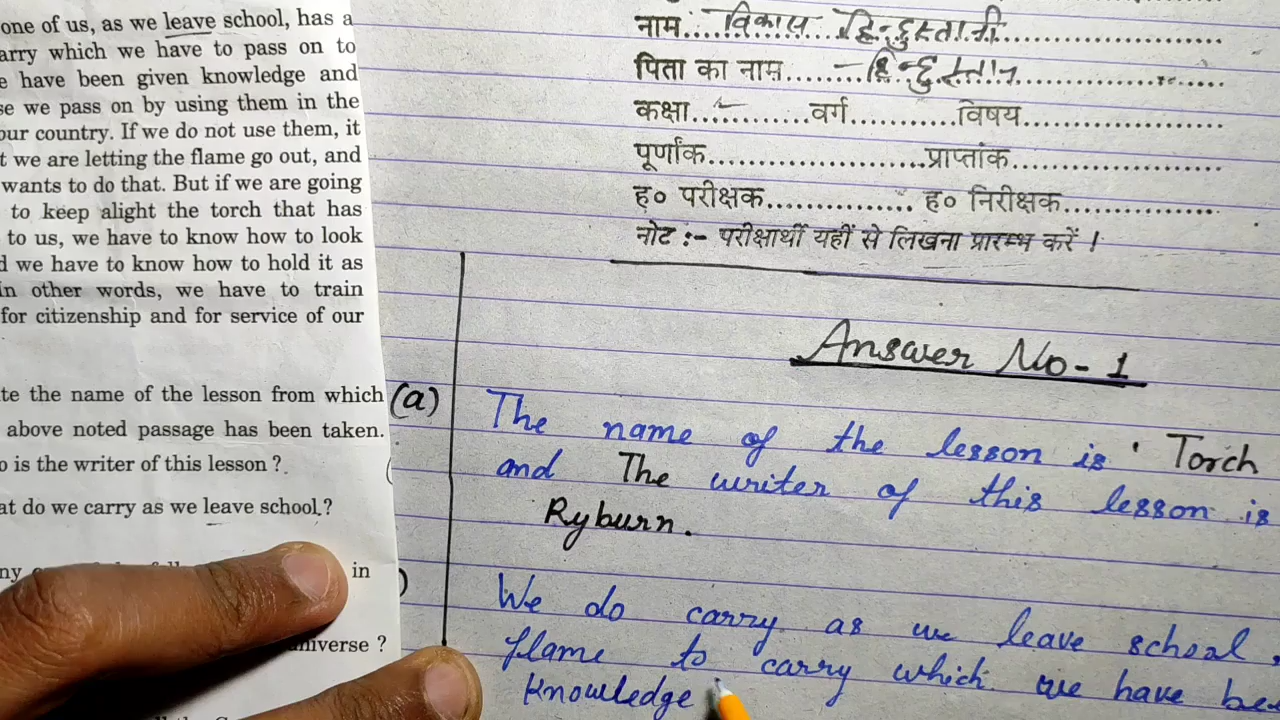 one of us, as we leave school, has a
arry which we have to pass on to
e have been given knowledge and
se we pass on by using them in the
our country. If we do not use them, it
t we are letting the flame go out, and
wants to do that. But if we are going
to keep alight the torch that has
to us, we have to know how to look
d we have to know how to hold it as
in other words, we have to train
for citizenship and for service of our
te the name of the lesson from which
above noted passage has been taken.
o is the writer of this lesson ?
at do we carry as we leave school.?
ny in
niverse ?
नाम.... विकास हिन्दुस्तानी
पिता का नाम........ हिन्दुस्तान
कक्षा............वर्ग...........विषय
पूर्णांक.......................प्राप्तांक
ह० परीक्षक............... ह० निरीक्षक
नोट :- परीक्षार्थी यहीं से लिखना प्रारम्भ करें !
Answer No - 1
(a) The name of the lesson is ' Torch
and The writer of this lesson is
Ryburn.
We do carry as we leave school
flame to carry which we have be
knowledge